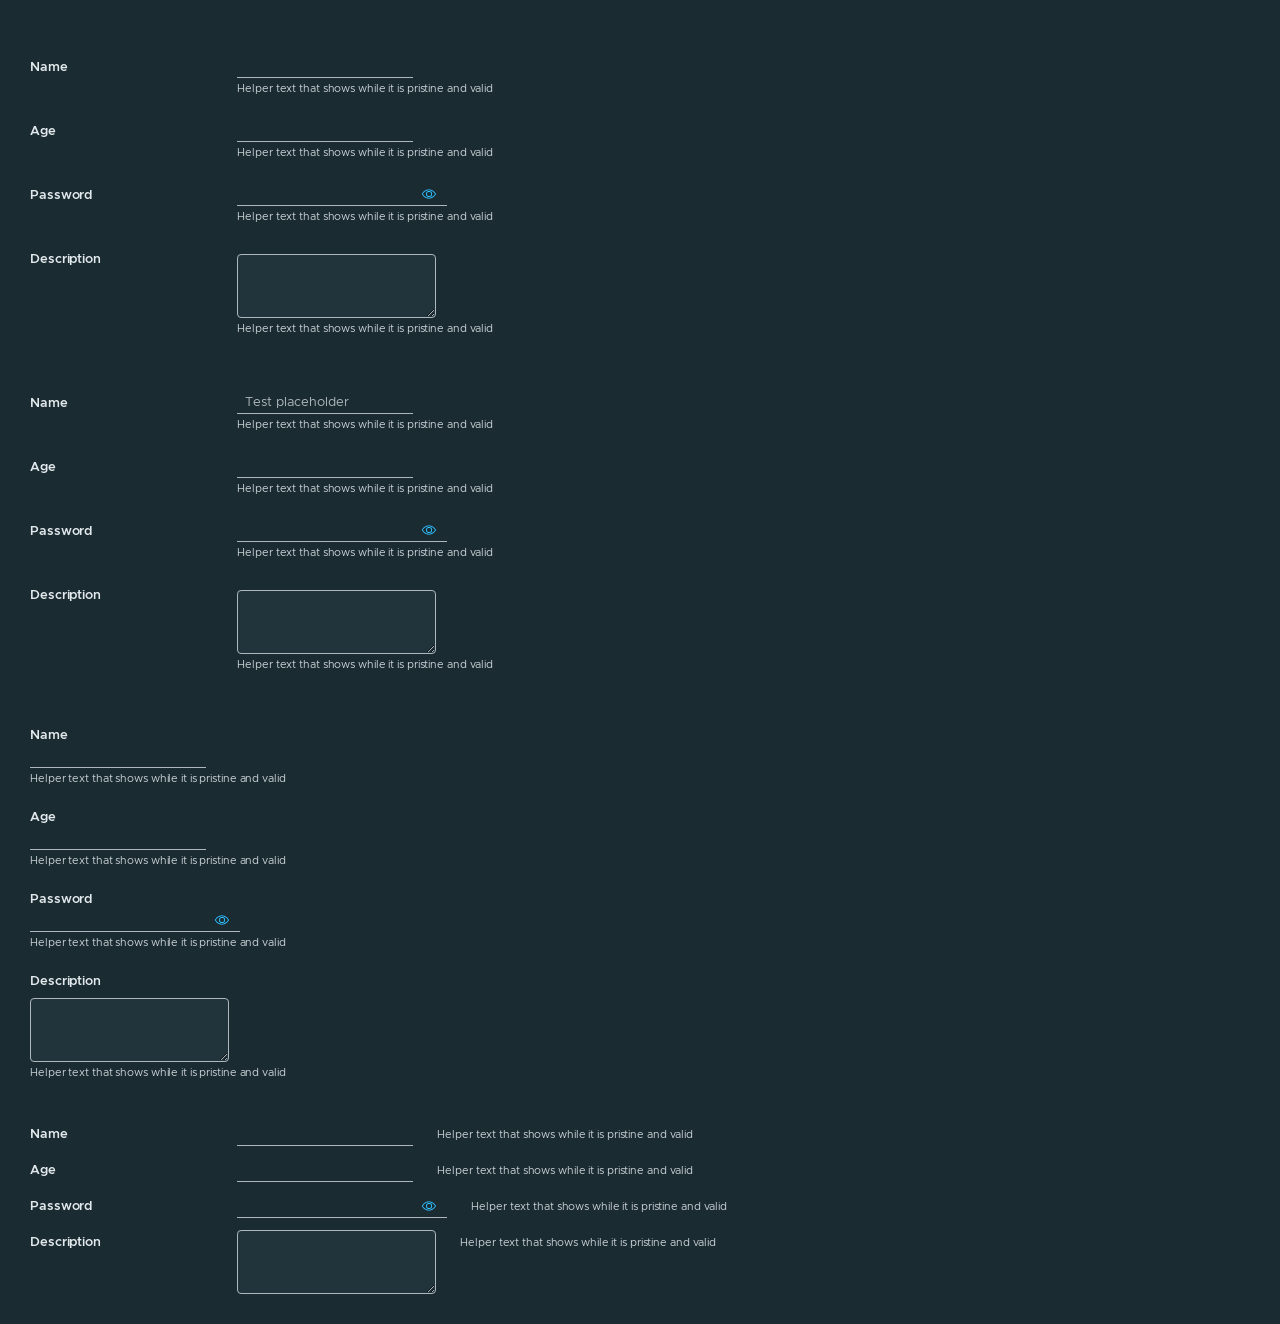 Name
Helper text that shows while it is pristine and valid
Age
Helper text that shows while it is pristine and valid
Password
Helper text that shows while it is pristine and valid
Description
Helper text that shows while it is pristine and valid
Name Test placeholder
Helper text that shows while it is pristine and valid
Age
Helper text that shows while it is pristine and valid
Password
Helper text that shows while it is pristine and valid
Description
Helper text that shows while it is pristine and valid
Name
Helper text that shows while it is pristine and valid
Age
Helper text that shows while it is pristine and valid
Password
Helper text that shows while it is pristine and valid
Description
Helper text that shows while it is pristine and valid
Name Helper text that shows while it is pristine and valid
Age Helper text that shows while it is pristine and valid
Password Helper text that shows while it is pristine and valid
Description Helper text that shows while it is pristine and valid